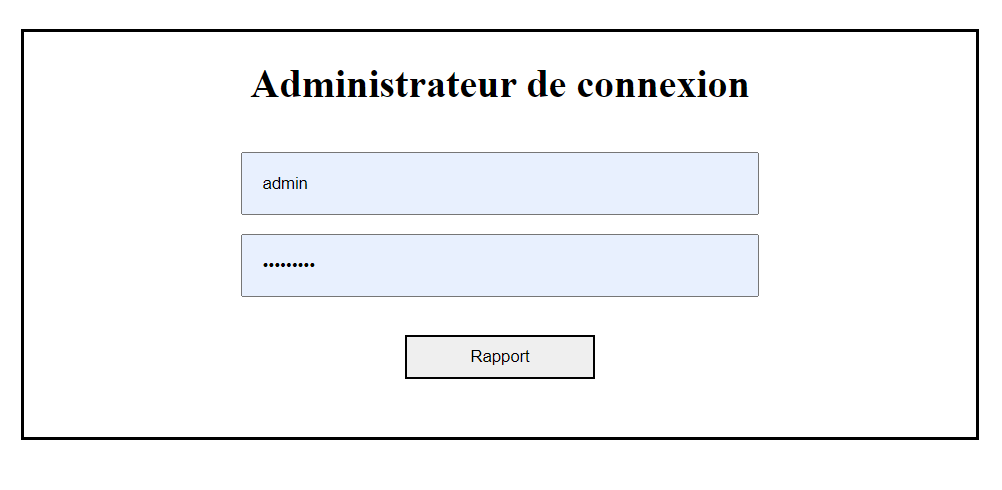 Administrateur de connexion
admin
•••••••••
Rapport